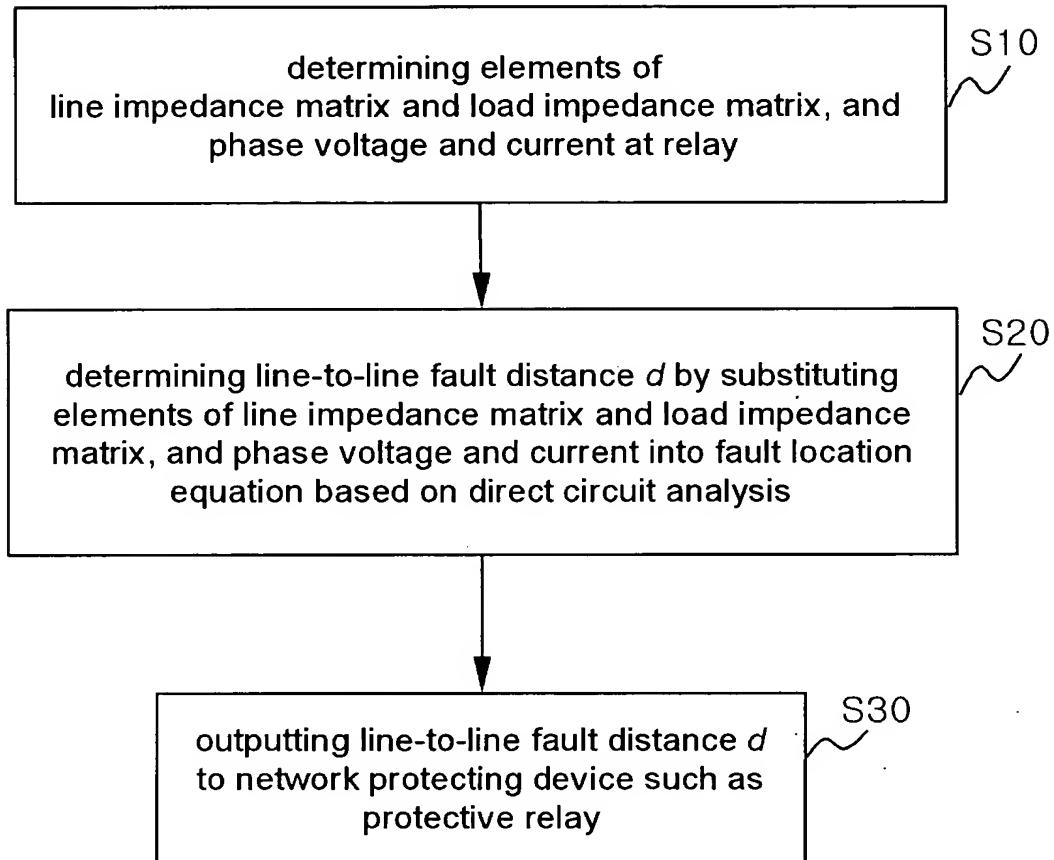 S10
determining elements of
line impedance matrix and load impedance matrix, and
phase voltage and current at relay
S20
determining line-to-line fault distance d by substituting
elements of line impedance matrix and load impedance
matrix, and phase voltage and current into fault location
equation based on direct circuit analysis
S30
outputting line-to-line fault distance d
to network protecting device such as
protective relay